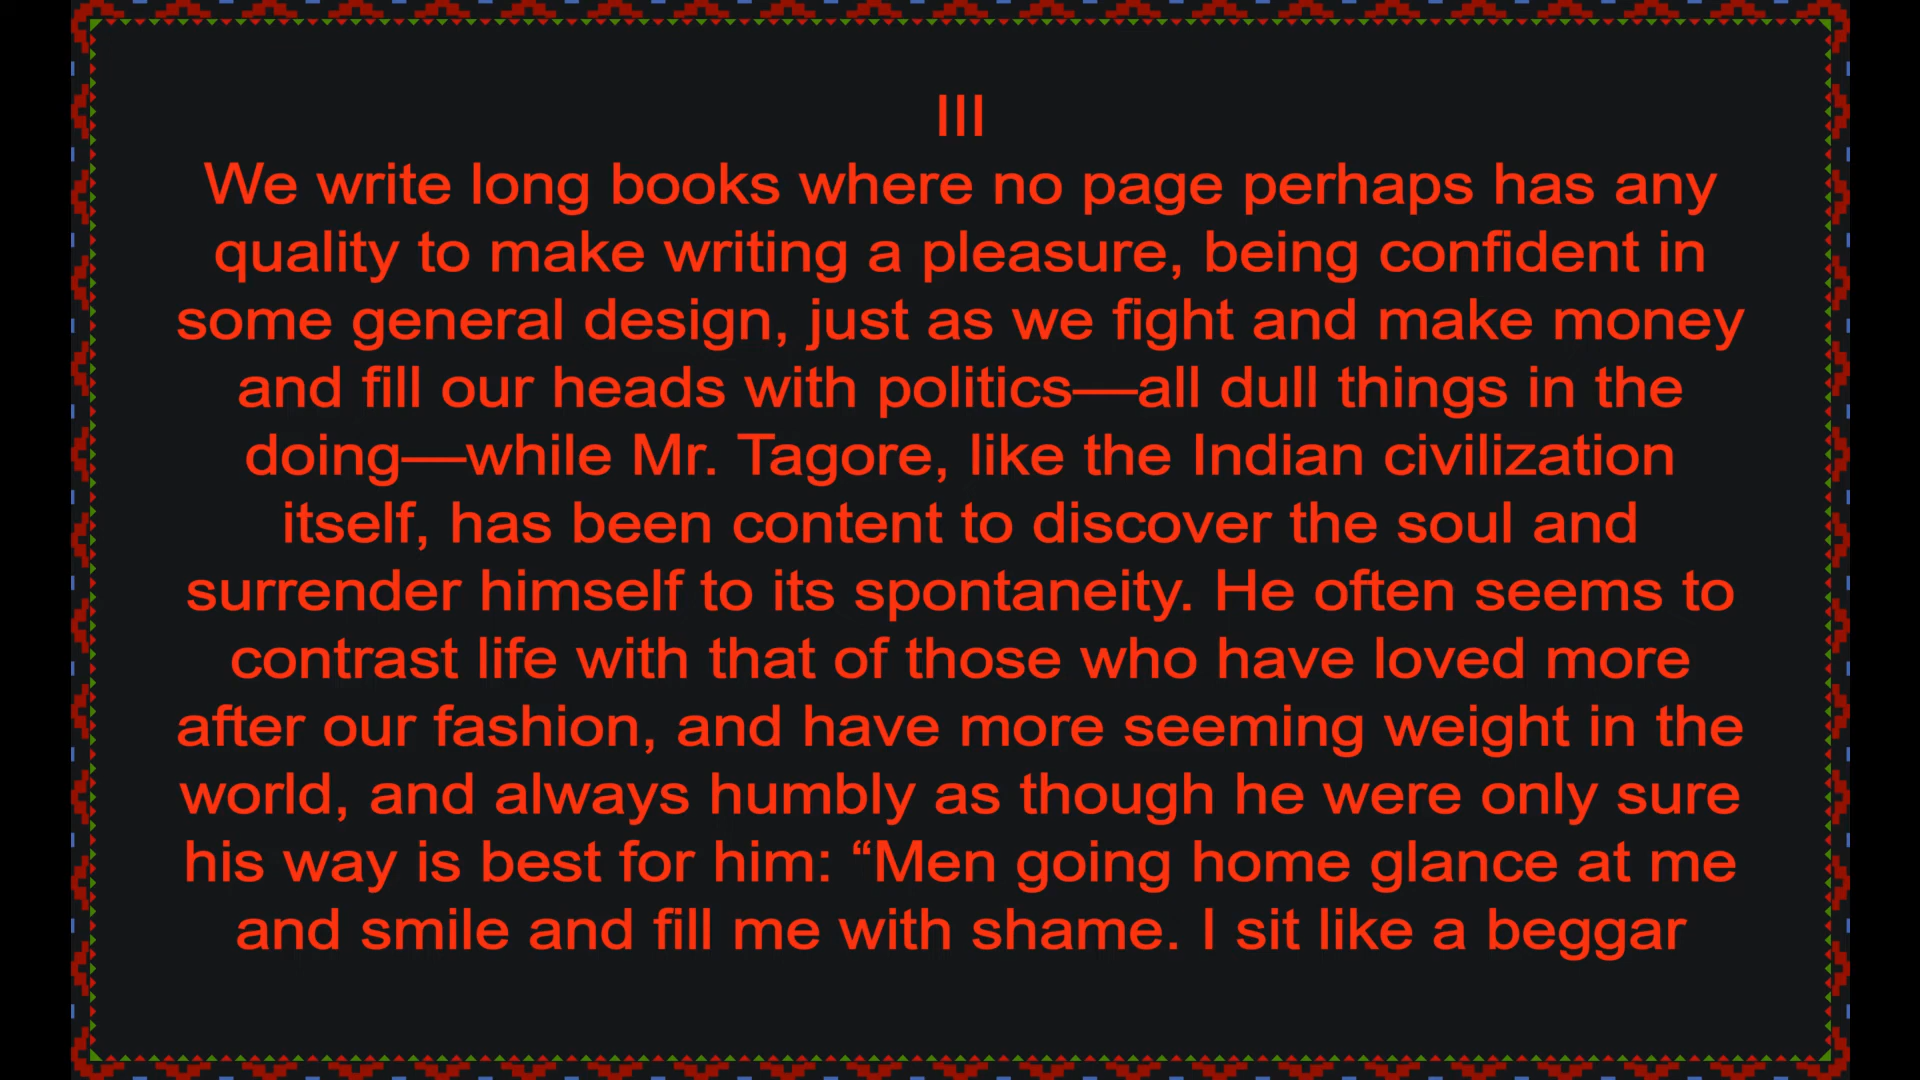 III
We write long books where no page perhaps has any
quality to make writing a pleasure, being confident in
some general design, just as we fight and make money
and fill our heads with politics—all dull things in the
doing—while Mr. Tagore, like the Indian civilization
itself, has been content to discover the soul and
surrender himself to its spontaneity. He often seems to
contrast life with that of those who have loved more
after our fashion, and have more seeming weight in the
world, and always humbly as though he were only sure
his way is best for him: “Men going home glance at me
and smile and fill me with shame. I sit like a beggar